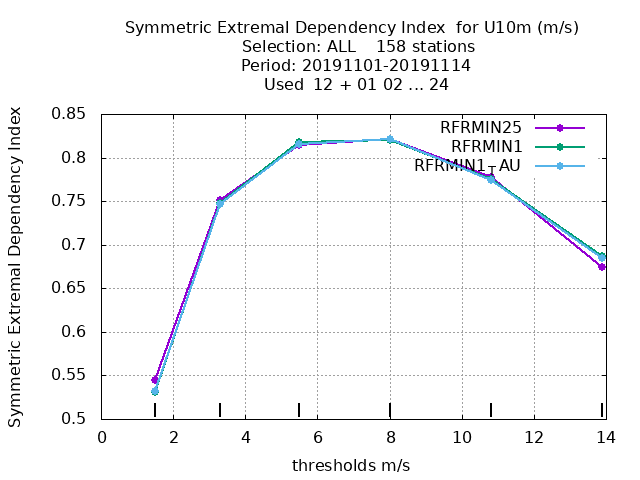 Symmetric Extremal Dependency Index  for U10m (m/s)
Selection: ALL    158 stations
Period: 20191101-20191114
Used  12 + 01 02 ... 24
Symmetric Extremal Dependency Index
0.85
0.8
0.75
0.7
0.65
0.6
0.55
0.5
RFRMIN25
RFRMIN1
RFRMIN1-AU
0 2 4 6 8 10 12 14
thresholds m/s